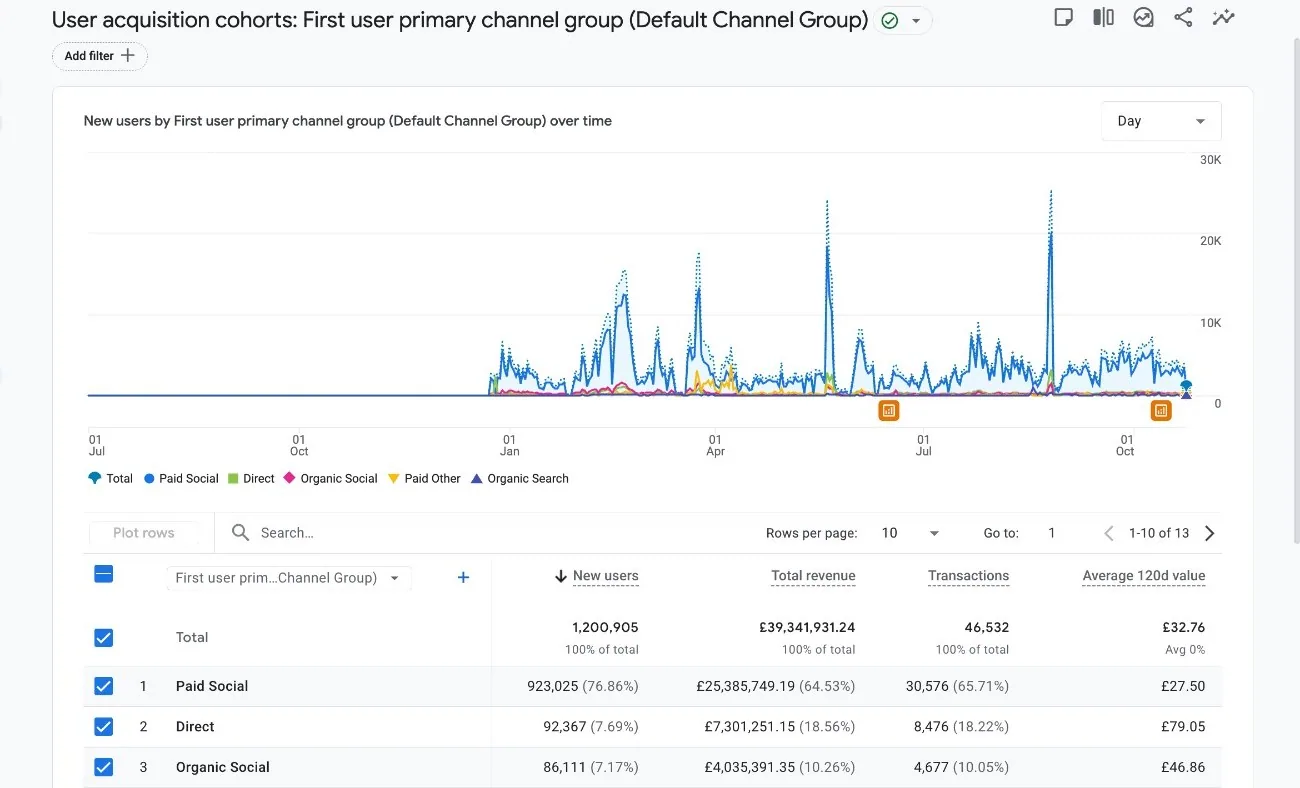 User acquisition cohorts: First user primary channel group (Default Channel Group)
Add filter +
New users by First user primary channel group (Default Channel Group) over time
Day
30K
20K
10K
0
01 Jul
01 Oct
01 Jan
01 Apr
01 Jul
01 Oct
Total Paid Social Direct Organic Social Paid Other Organic Search
Plot rows Search... Rows per page: 10 Go to: 1 1-10 of 13
First user prim...Channel Group) + New users Total revenue Transactions Average 120d value
Total 1,200,905 £39,341,931.24 46,532 £32.76
100% of total 100% of total 100% of total Avg 0%
1 Paid Social 923,025 (76.86%) £25,385,749.19 (64.53%) 30,576 (65.71%) £27.50
2 Direct 92,367 (7.69%) £7,301,251.15 (18.56%) 8,476 (18.22%) £79.05
3 Organic Social 86,111 (7.17%) £4,035,391.35 (10.26%) 4,677 (10.05%) £46.86